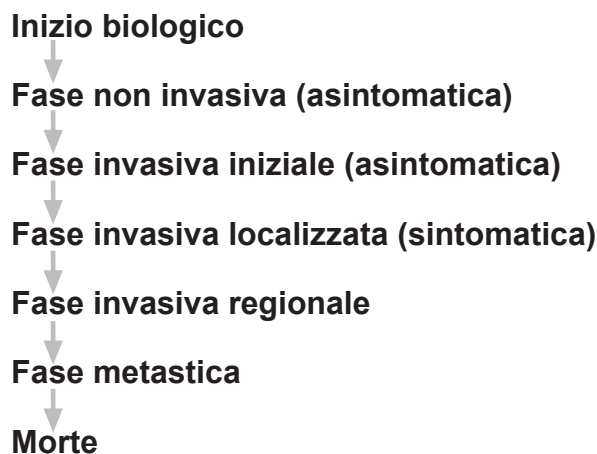 Inizio biologico
Fase non invasiva (asintomatica)
Fase invasiva iniziale (asintomatica)
Fase invasiva localizzata (sintomatica)
Fase invasiva regionale
Fase metastica
Morte